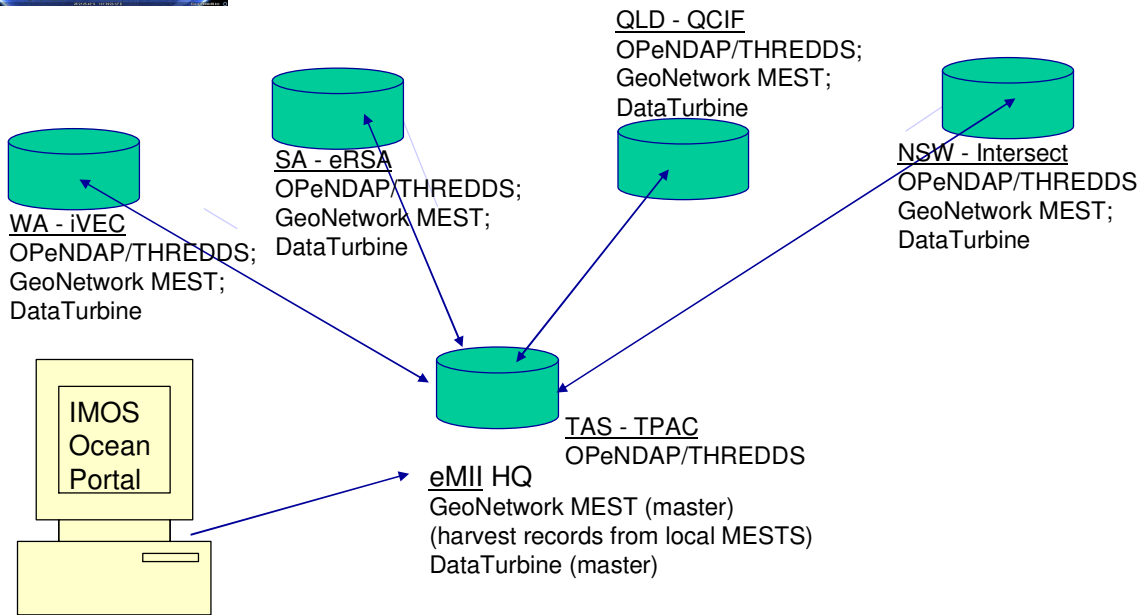 QLD - QCIF
OPeNDAP/THREDDS;
GeoNetwork MEST;
DataTurbine
SA - eRSA
OPeNDAP/THREDDS;
GeoNetwork MEST;
DataTurbine
NSW - Intersect
OPeNDAP/THREDDS
GeoNetwork MEST;
DataTurbine
WA - iVEC
OPeNDAP/THREDDS;
GeoNetwork MEST;
DataTurbine
IMOS
Ocean
Portal
TAS - TPAC
OPeNDAP/THREDDS
eMII HQ
GeoNetwork MEST (master)
(harvest records from local MESTS)
DataTurbine (master)